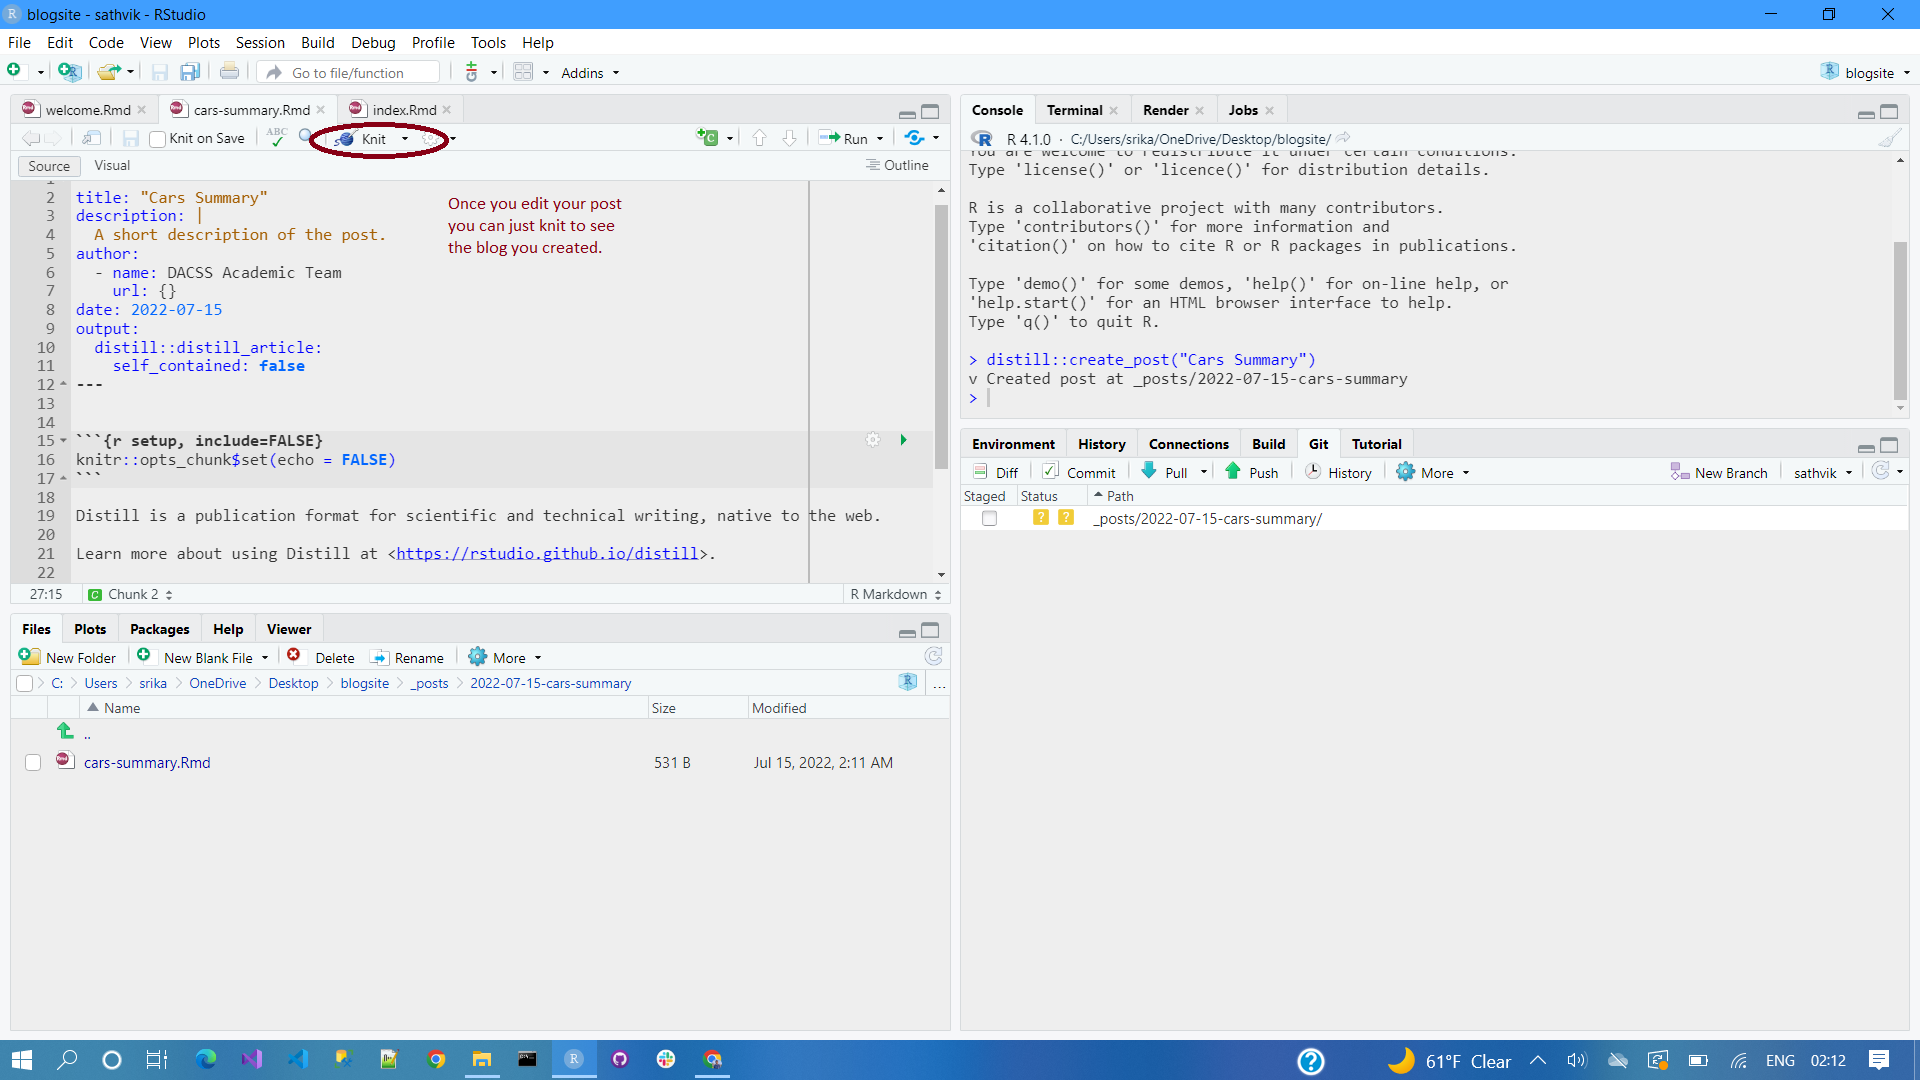 blogsite - sathvik - RStudio
File Edit Code View Plots Session Build Debug Profile Tools Help
Go to file/function Addins blogsite
welcome.Rmd cars-summary.Rmd index.Rmd
Knit on Save ABC Knit Run
Source Visual Outline
1
2 title: "Cars Summary"
3 description: |
4 A short description of the post.
5 author:
6 - name: DACSS Academic Team
7 url: {}
8 date: 2022-07-15
9 output:
10 distill::distill_article:
11 self_contained: false
12 ---
13
14
15 ```{r setup, include=FALSE}
16 knitr::opts_chunk$set(echo = FALSE)
17 ```
18
19 Distill is a publication format for scientific and technical writing, native to the web.
20
21 Learn more about using Distill at <https://rstudio.github.io/distill>.
22
Once you edit your post
you can just knit to see
the blog you created.
27:15 Chunk 2 R Markdown
Files Plots Packages Help Viewer
New Folder New Blank File Delete Rename More
C: Users srika OneDrive Desktop blogsite _posts 2022-07-15-cars-summary ...
Name Size Modified
..
cars-summary.Rmd 531 B Jul 15, 2022, 2:11 AM
Console Terminal Render Jobs
R 4.1.0 · C:/Users/srika/OneDrive/Desktop/blogsite/
You are welcome to redistribute it under certain conditions.
Type 'license()' or 'licence()' for distribution details.
R is a collaborative project with many contributors.
Type 'contributors()' for more information and
'citation()' on how to cite R or R packages in publications.
Type 'demo()' for some demos, 'help()' for on-line help, or
'help.start()' for an HTML browser interface to help.
Type 'q()' to quit R.
> distill::create_post("Cars Summary")
v Created post at _posts/2022-07-15-cars-summary
>
Environment History Connections Build Git Tutorial
Diff Commit Pull Push History More New Branch sathvik
Staged Status Path
? ? _posts/2022-07-15-cars-summary/
61°F Clear ENG 02:12